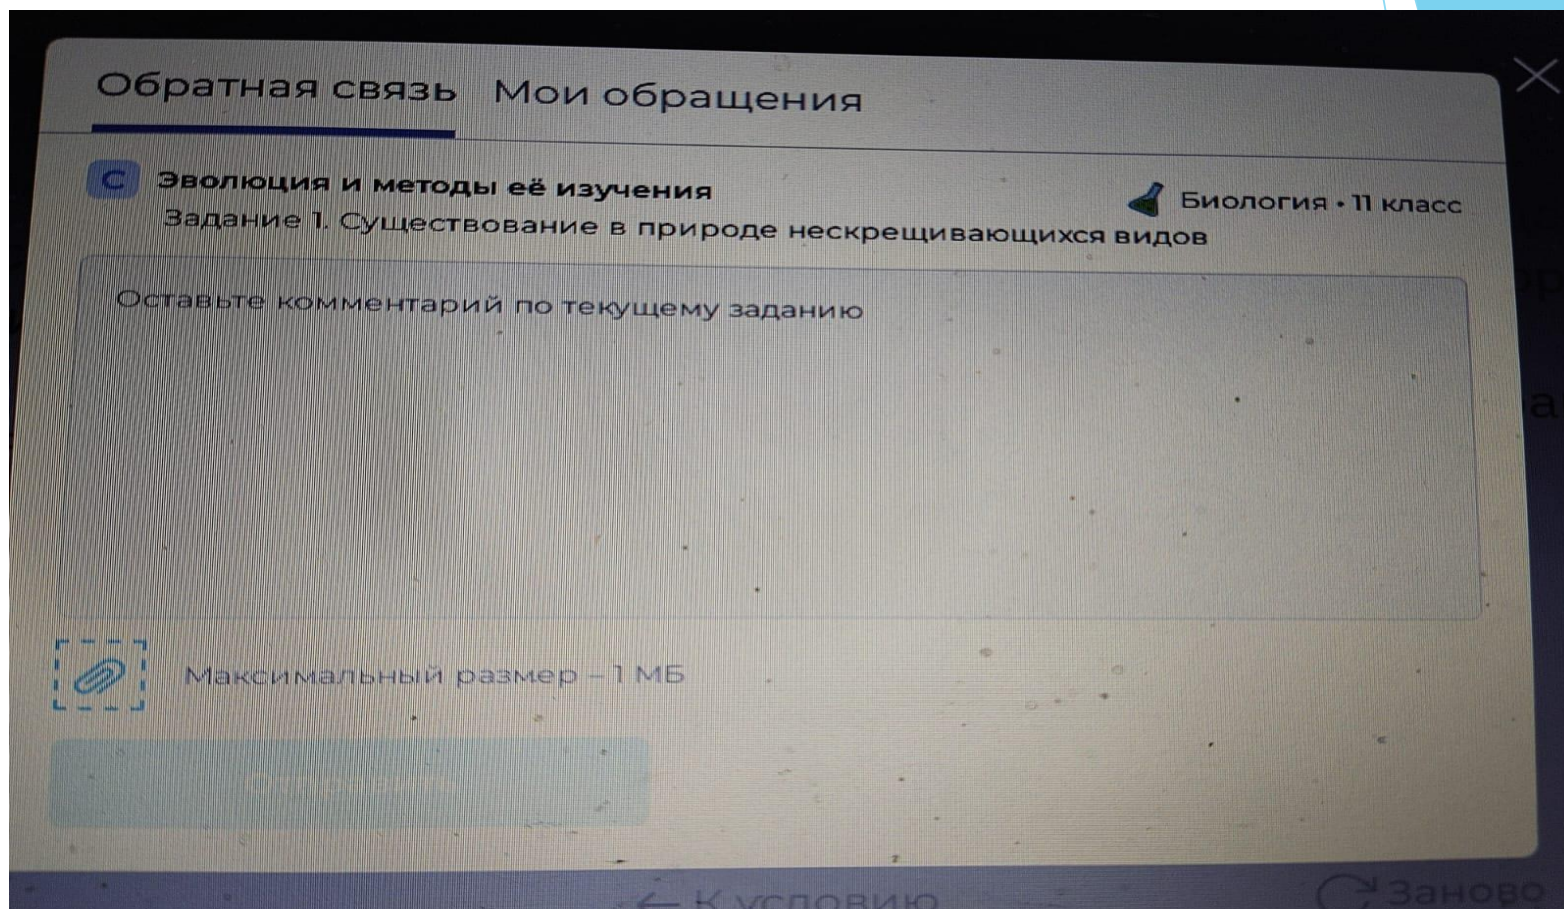 Обратная связь Мои обращения
С Эволюция и методы её изучения
Биология • 11 класс
Задание 1. Существование в природе нескрещивающихся видов
Оставьте комментарий по текущему заданию
Максимальный размер – 1 МБ
Отправить
← К условию
Заново